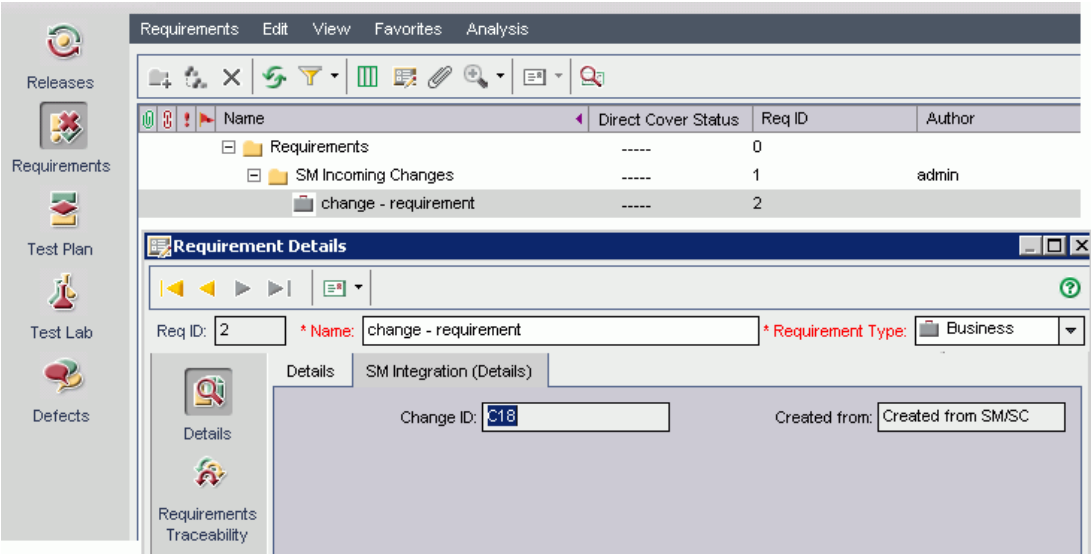 Requirements Edit View Favorites Analysis
Releases
Requirements
Test Plan
Test Lab
Defects
Name Direct Cover Status Req ID Author
Requirements ----- 0
SM Incoming Changes ----- 1 admin
change - requirement ----- 2
Requirement Details
Req ID: 2 * Name: change - requirement * Requirement Type: Business
Details SM Integration (Details)
Change ID: C18 Created from: Created from SM/SC
Details
Requirements
Traceability